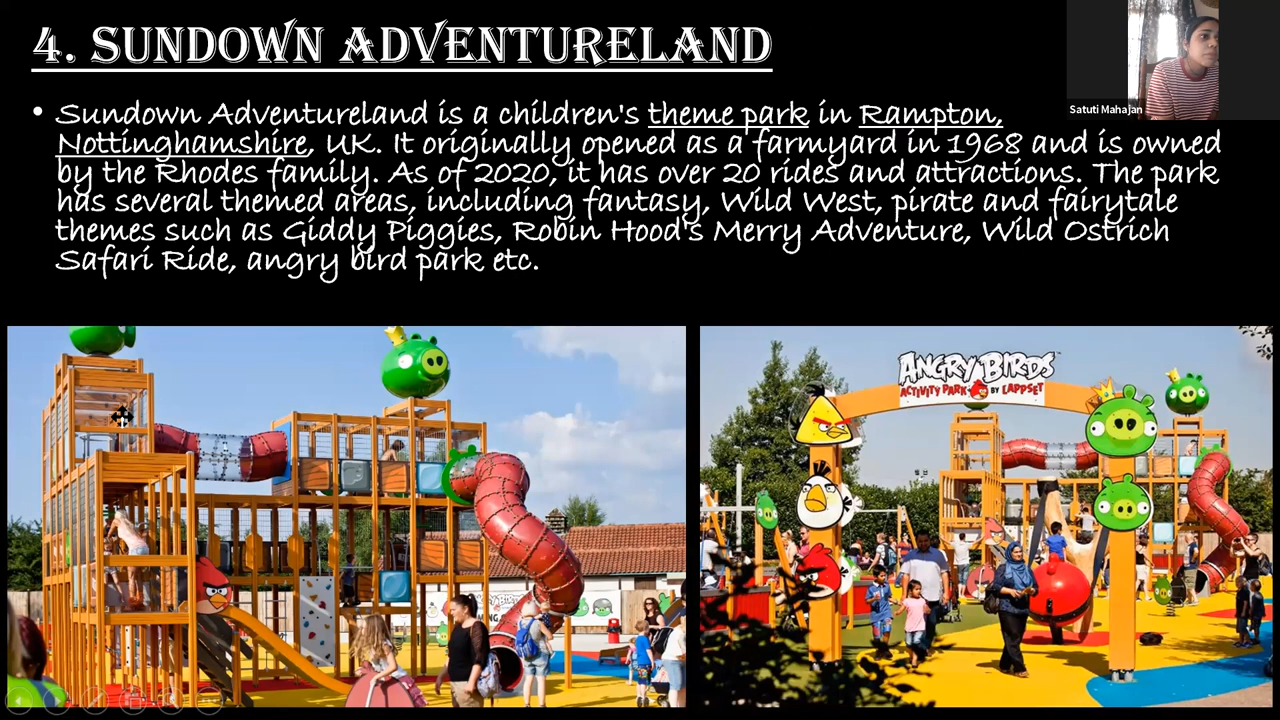 4. SUNDOWN ADVENTURELAND
Satuti Mahajan
• Sundown Adventureland is a children's theme park in Rampton,
Nottinghamshire, UK. It originally opened as a farmyard in 1968 and is owned
by the Rhodes family. As of 2020, it has over 20 rides and attractions. The park
has several themed areas, including fantasy, Wild West, pirate and fairytale
themes such as Giddy Piggies, Robin Hood's Merry Adventure, Wild Ostrich
Safari Ride, angry bird park etc.
ANGRY BIRDS™
ACTIVITY PARK BY LAPPSET